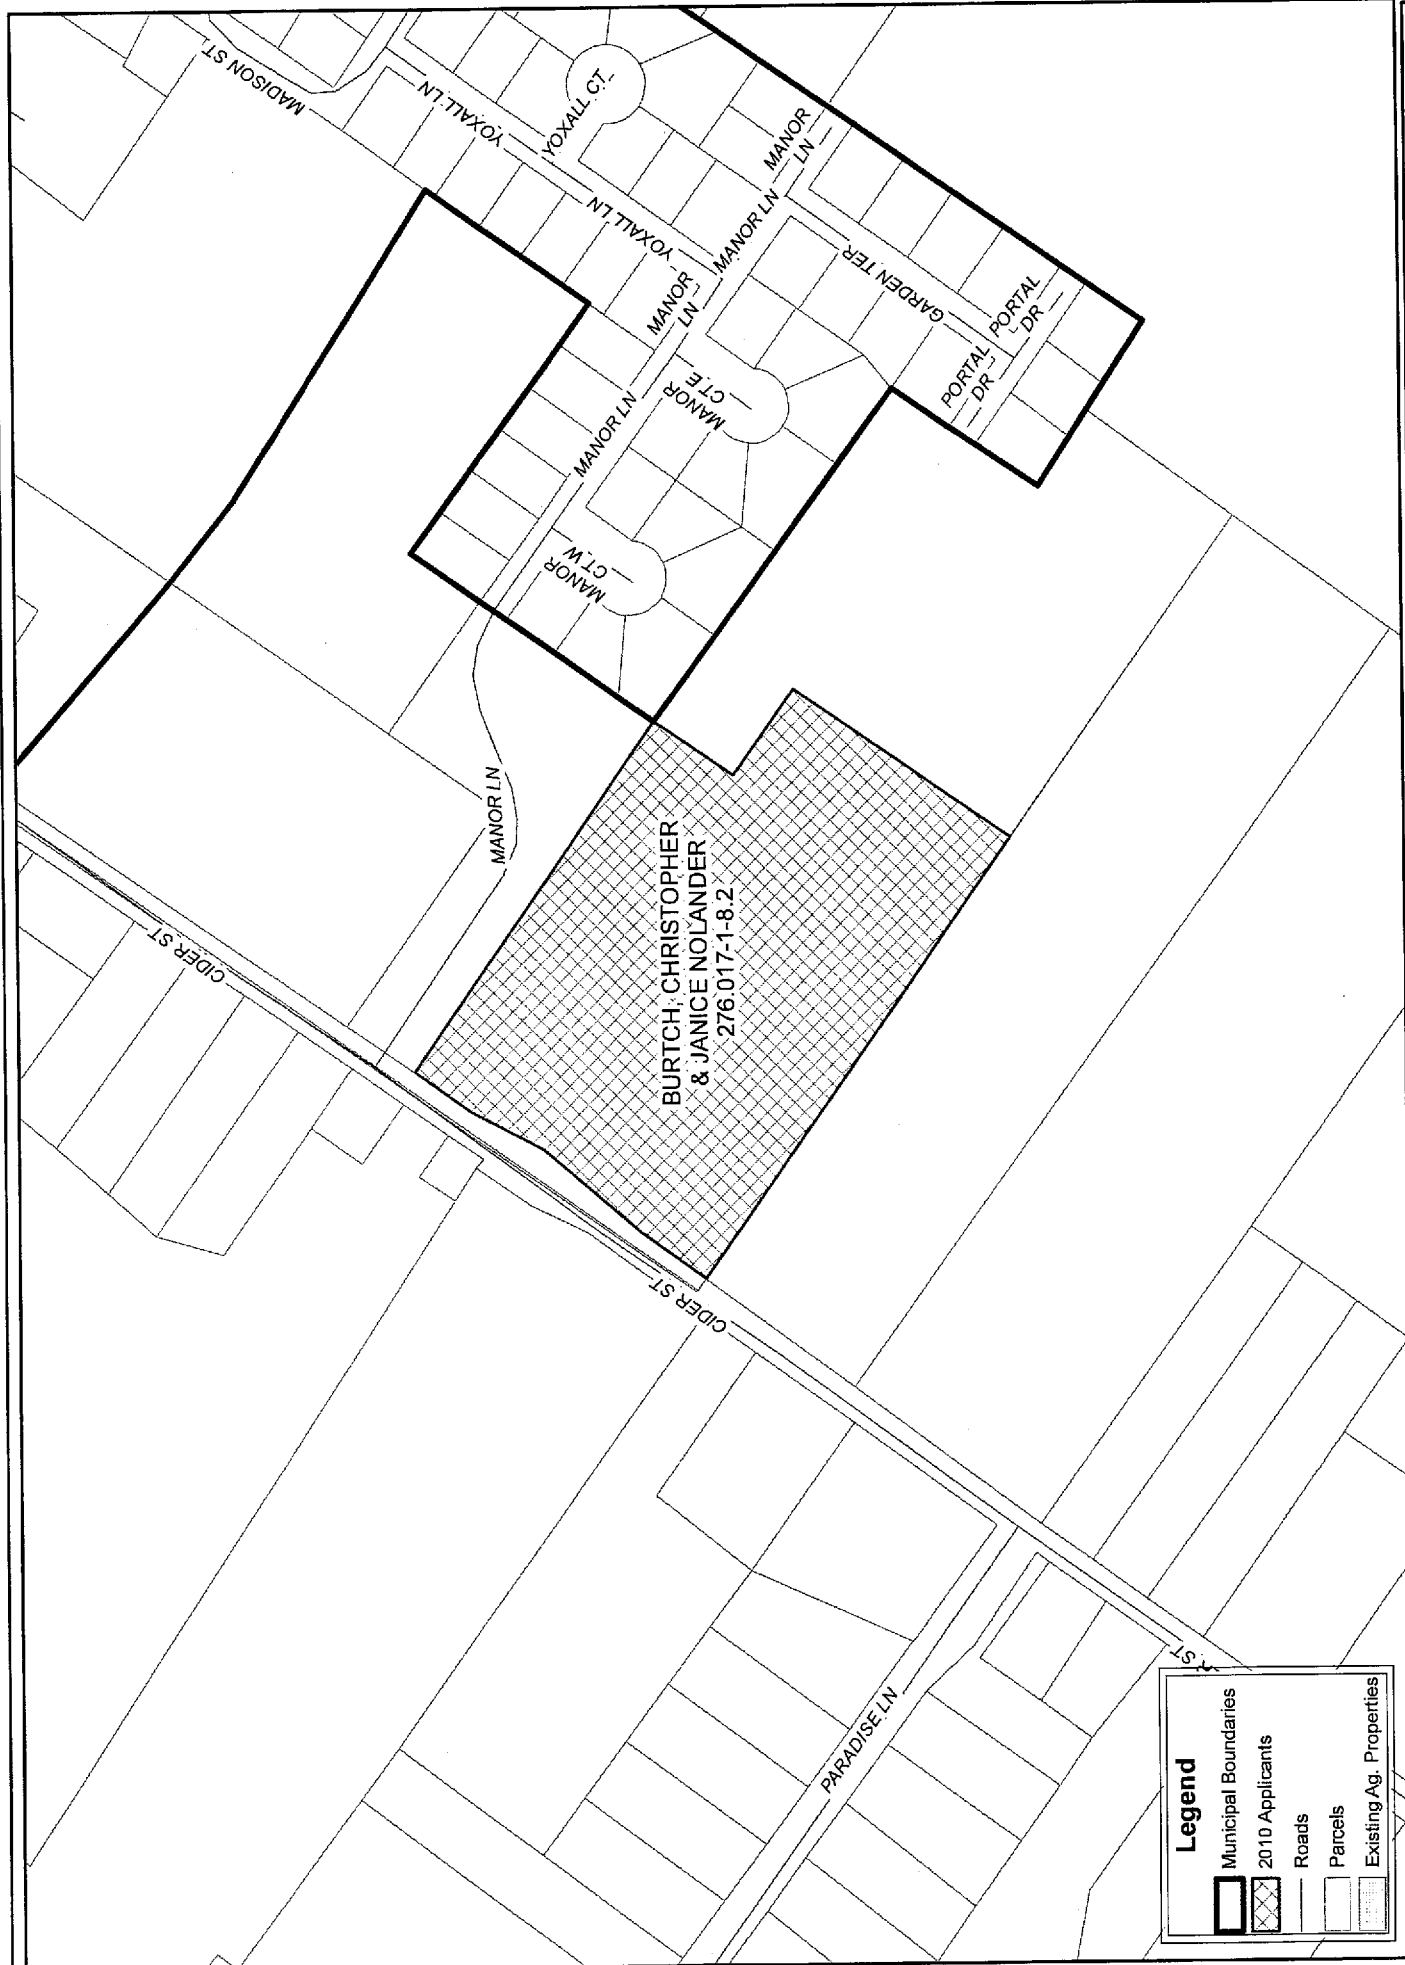 MADISON ST
YOXALL LN
YOXALL CT
YOXALL LN
MANOR
LN
MANOR LN
MANOR
LN
MANOR LN
GARDEN TER
PORTAL
DR
PORTAL
DR
MANOR
CT E
MANOR
CT W
MANOR LN
CIDER ST
BURTCH, CHRISTOPHER
& JANICE NOLANDER
276.017-1-8.2
CIDER ST
PARADISE LN
R ST
Legend
Municipal Boundaries
2010 Applicants
Roads
Parcels
Existing Ag. Properties